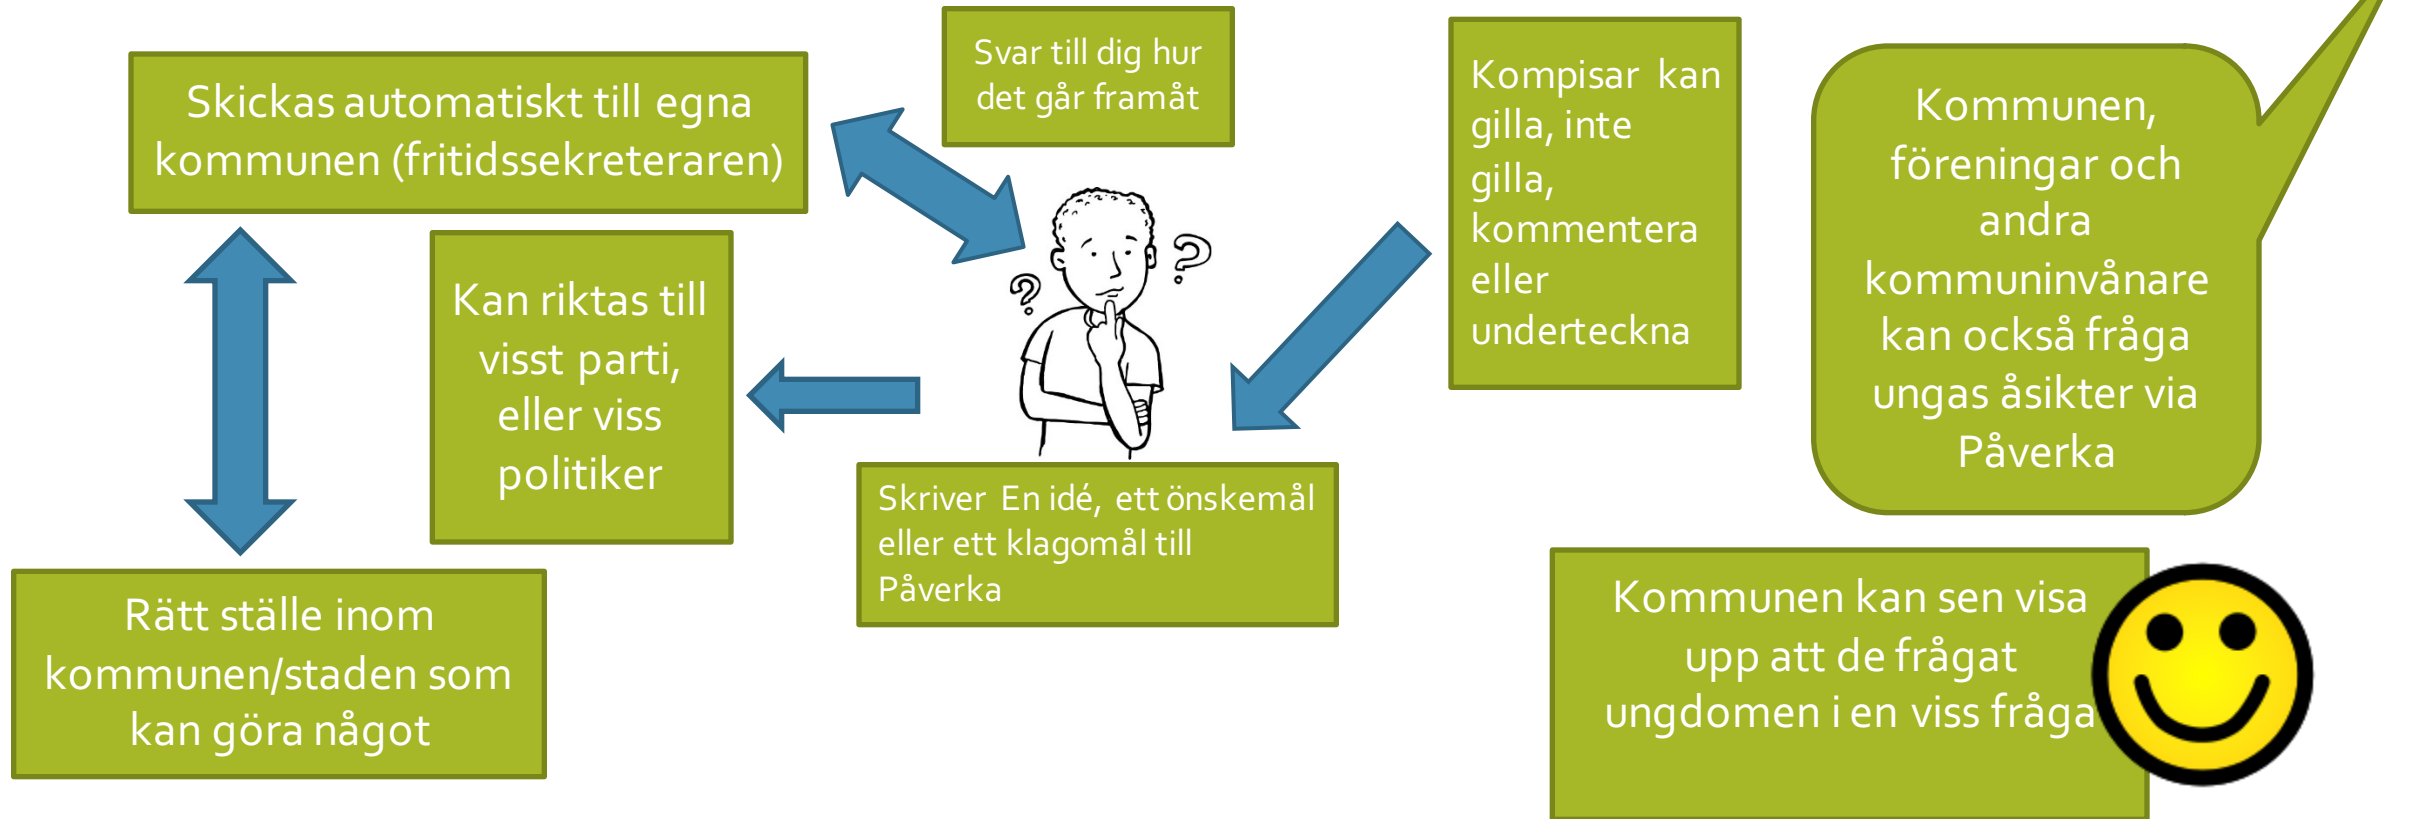 Skickas automatiskt till egna
kommunen (fritidssekreteraren)
Svar till dig hur
det går framåt
Kompisar kan
gilla, inte
gilla,
kommentera
eller
underteckna
Kommunen,
föreningar och
andra
kommuninvånare
kan också fråga
ungas åsikter via
Påverka
Kan riktas till
visst parti,
eller viss
politiker
?
?
Skriver En idé, ett önskemål
eller ett klagomål till
Påverka
Rätt ställe inom
kommunen/staden som
kan göra något
Kommunen kan sen visa
upp att de frågat
ungdomen i en viss fråga